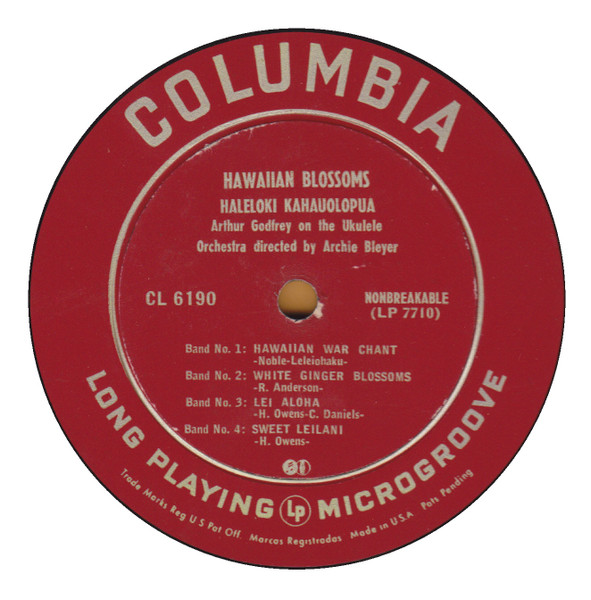 COLUMBIA
HAWAIIAN BLOSSOMS
HALELOKI KAHAUOLOPUA
Arthur Godfrey on the Ukulele
Orchestra directed by Archie Bleyer
CL 6190
NONBREAKABLE
(LP 7710)
Band No. 1: HAWAIIAN WAR CHANT
-Noble-Leleiohaku-
Band No. 2: WHITE GINGER BLOSSOMS
-R. Anderson-
Band No. 3: LEI ALOHA
-H. Owens-C. Daniels-
Band No. 4: SWEET LEILANI
-H. Owens-
LONG PLAYING LP MICROGROOVE
Trade Marks Reg U S Pat Off. Marcas Registradas Made in U.S.A Pats Pending